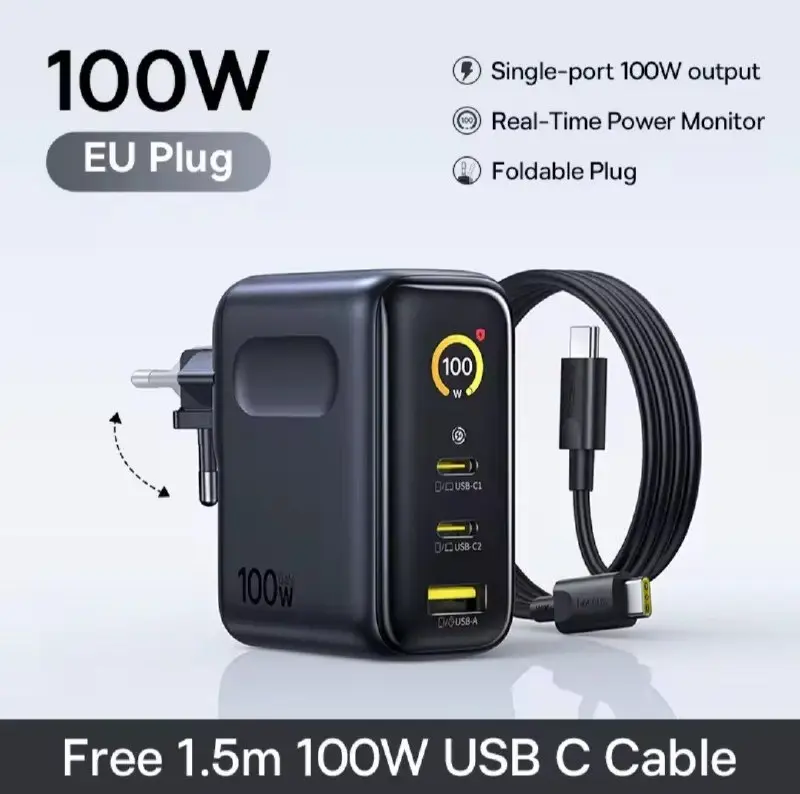 100W
EU Plug
Single-port 100W output
100
Real-Time Power Monitor
Foldable Plug
100
W
USB-C1
USB-C2
USB-A
100W
Free 1.5m 100W USB C Cable